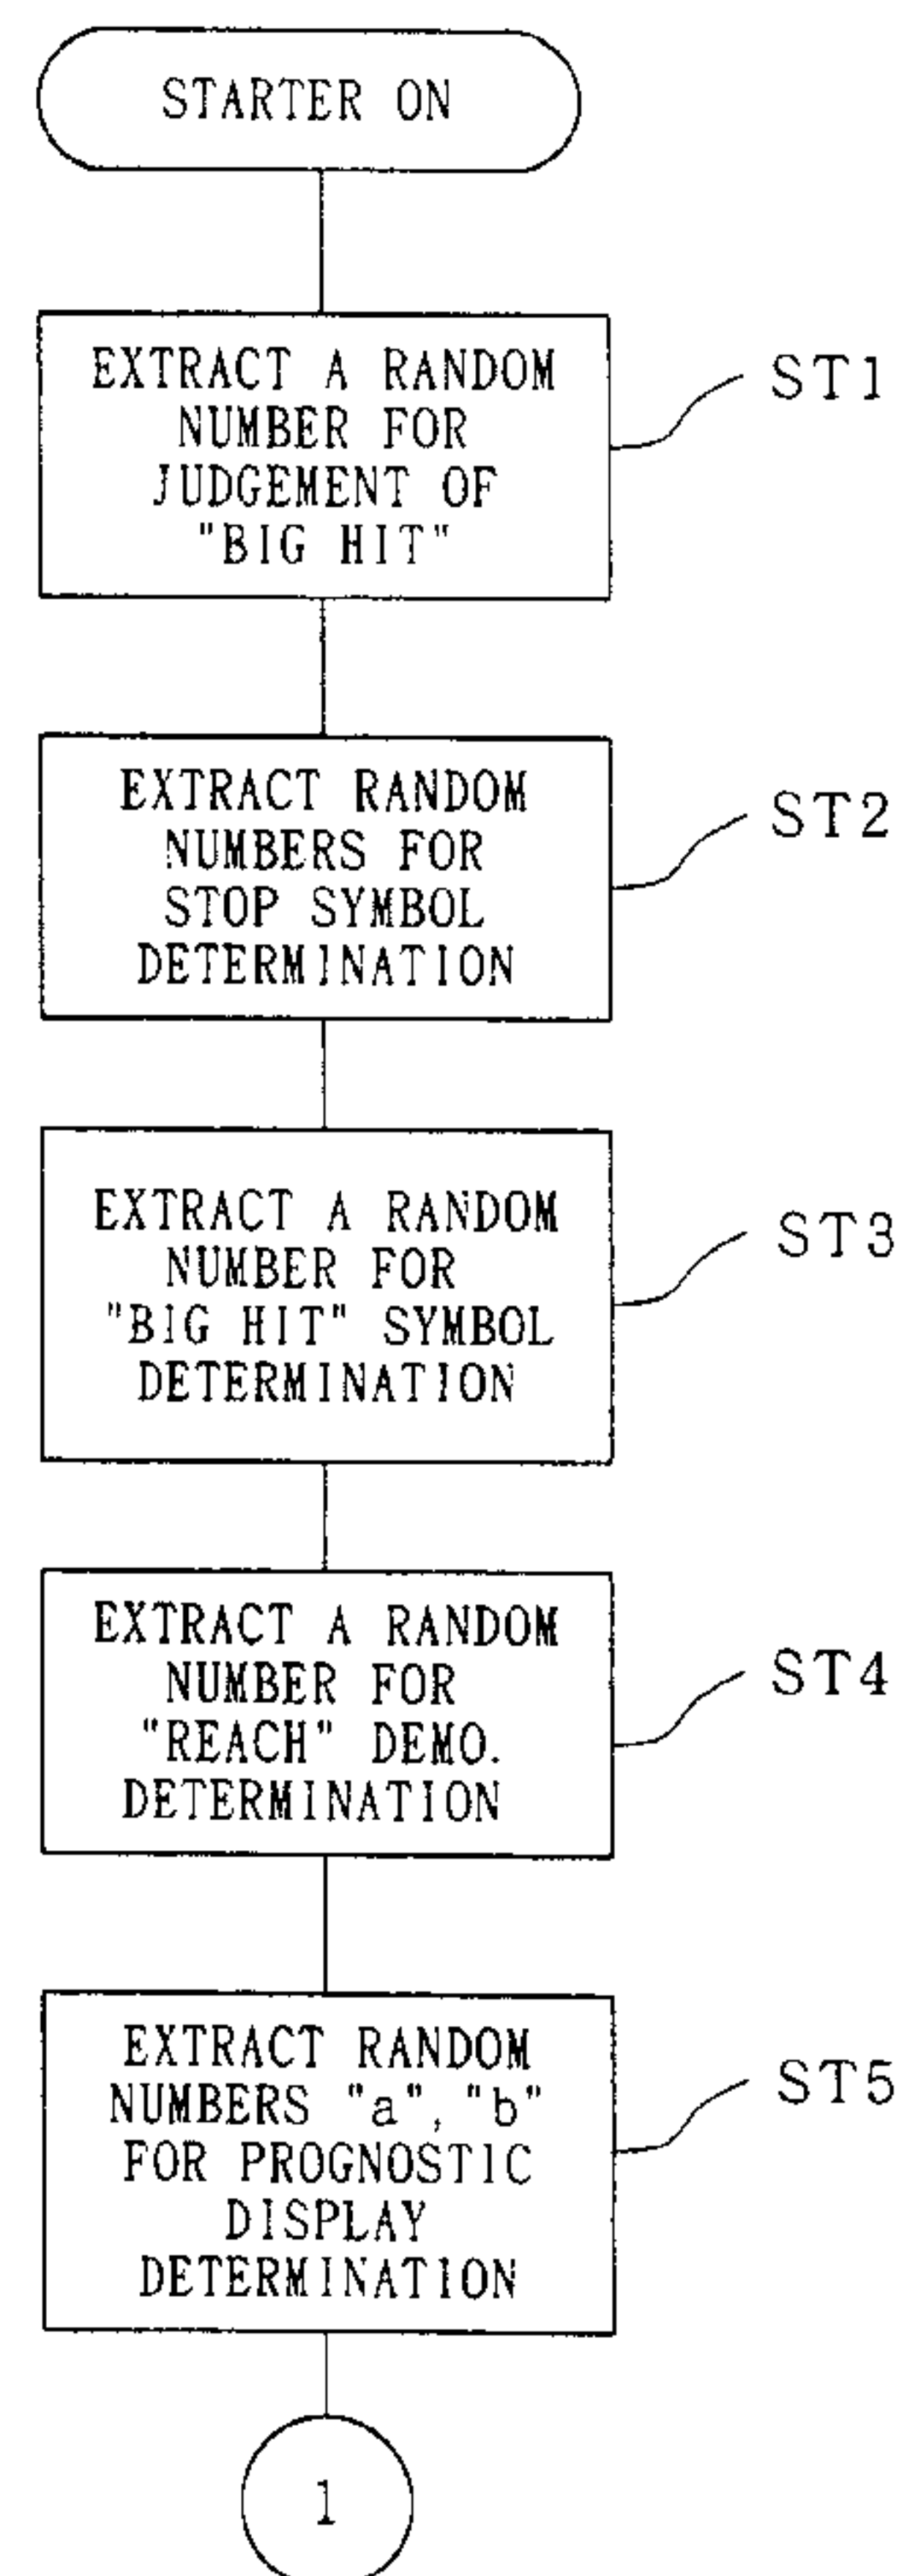 STARTER ON
EXTRACT A RANDOM
NUMBER FOR
JUDGEMENT OF
"BIG HIT"
ST1
EXTRACT RANDOM
NUMBERS FOR
STOP SYMBOL
DETERMINATION
ST2
EXTRACT A RANDOM
NUMBER FOR
"BIG HIT" SYMBOL
DETERMINATION
ST3
EXTRACT A RANDOM
NUMBER FOR
"REACH" DEMO.
DETERMINATION
ST4
EXTRACT RANDOM
NUMBERS "a", "b"
FOR PROGNOSTIC
DISPLAY
DETERMINATION
ST5
1